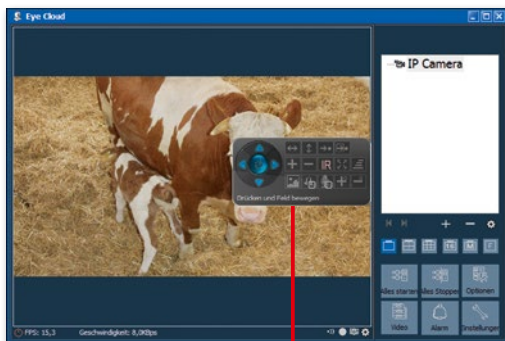 Eye Cloud
IP Camera
IR
Drücken und Feld bewegen
Alles starten
Alles Stoppen
Optionen
Video
Alarm
Einstellungen
FPS: 15,3
Geschwindigkeit: 8,0KBps